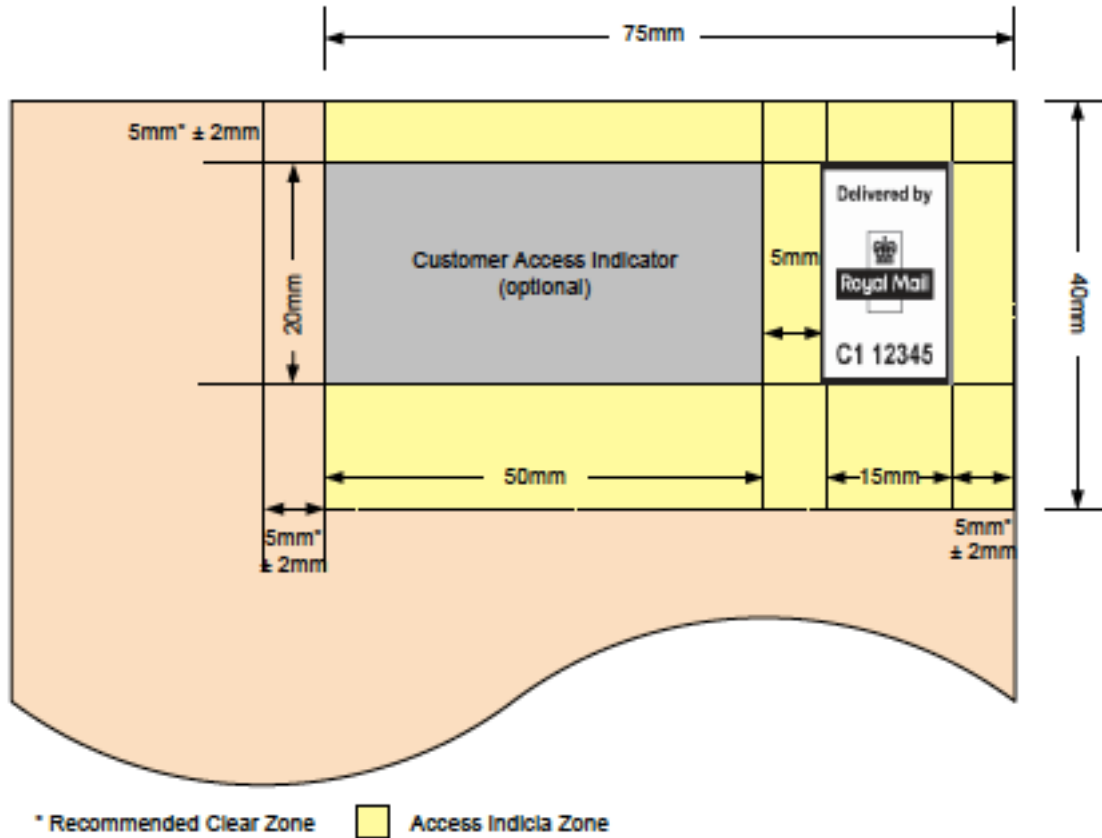 75mm
5mm* ± 2mm
Delivered by
Customer Access Indicator
(optional)
5mm
20mm
40mm
Royal Mail
C1 12345
50mm
15mm
5mm*
± 2mm
5mm*
± 2mm
* Recommended Clear Zone
Access Indicia Zone